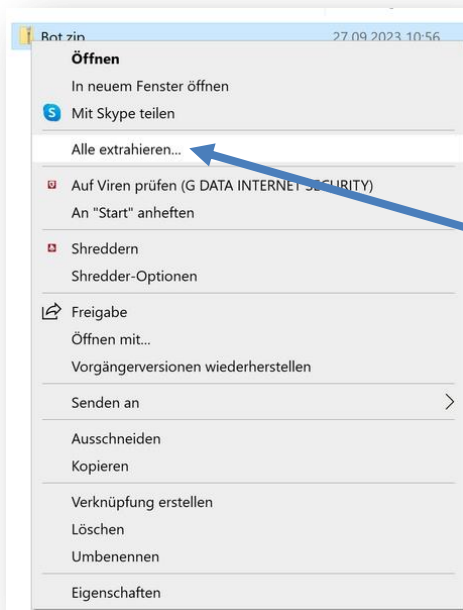 Bot.zip 27.09.2023 10:56
Öffnen
In neuem Fenster öffnen
Mit Skype teilen
Alle extrahieren...
Auf Viren prüfen (G DATA INTERNET SECURITY)
An "Start" anheften
Shreddern
Shredder-Optionen
Freigabe
Öffnen mit...
Vorgängerversionen wiederherstellen
Senden an
Ausschneiden
Kopieren
Verknüpfung erstellen
Löschen
Umbenennen
Eigenschaften